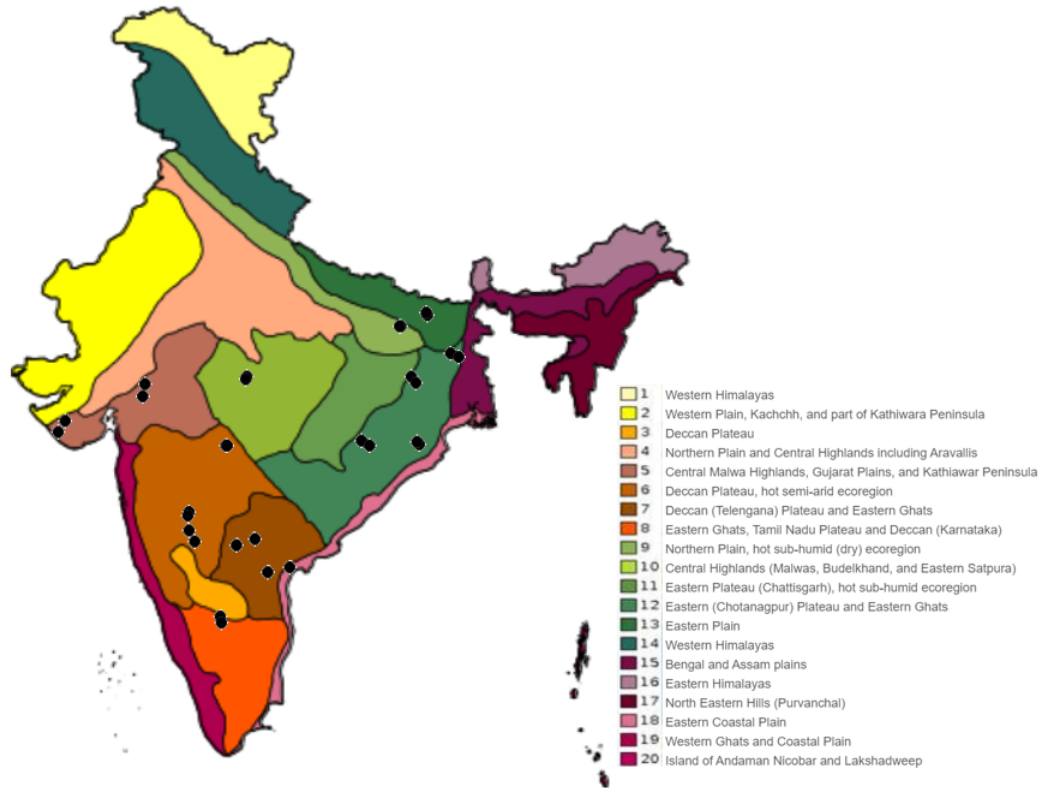 1 Western Himalayas
2 Western Plain, Kachchh, and part of Kathiwara Peninsula
3 Deccan Plateau
4 Northern Plain and Central Highlands including Aravallis
5 Central Malwa Highlands, Gujarat Plains, and Kathiawar Peninsula
6 Deccan Plateau, hot semi-arid ecoregion
7 Deccan (Telengana) Plateau and Eastern Ghats
8 Eastern Ghats, Tamil Nadu Plateau and Deccan (Karnataka)
9 Northern Plain, hot sub-humid (dry) ecoregion
10 Central Highlands (Malwas, Budelkhand, and Eastern Satpura)
11 Eastern Plateau (Chattisgarh), hot sub-humid ecoregion
12 Eastern (Chotanagpur) Plateau and Eastern Ghats
13 Eastern Plain
14 Western Himalayas
15 Bengal and Assam plains
16 Eastern Himalayas
17 North Eastern Hills (Purvanchal)
18 Eastern Coastal Plain
19 Western Ghats and Coastal Plain
20 Island of Andaman Nicobar and Lakshadweep